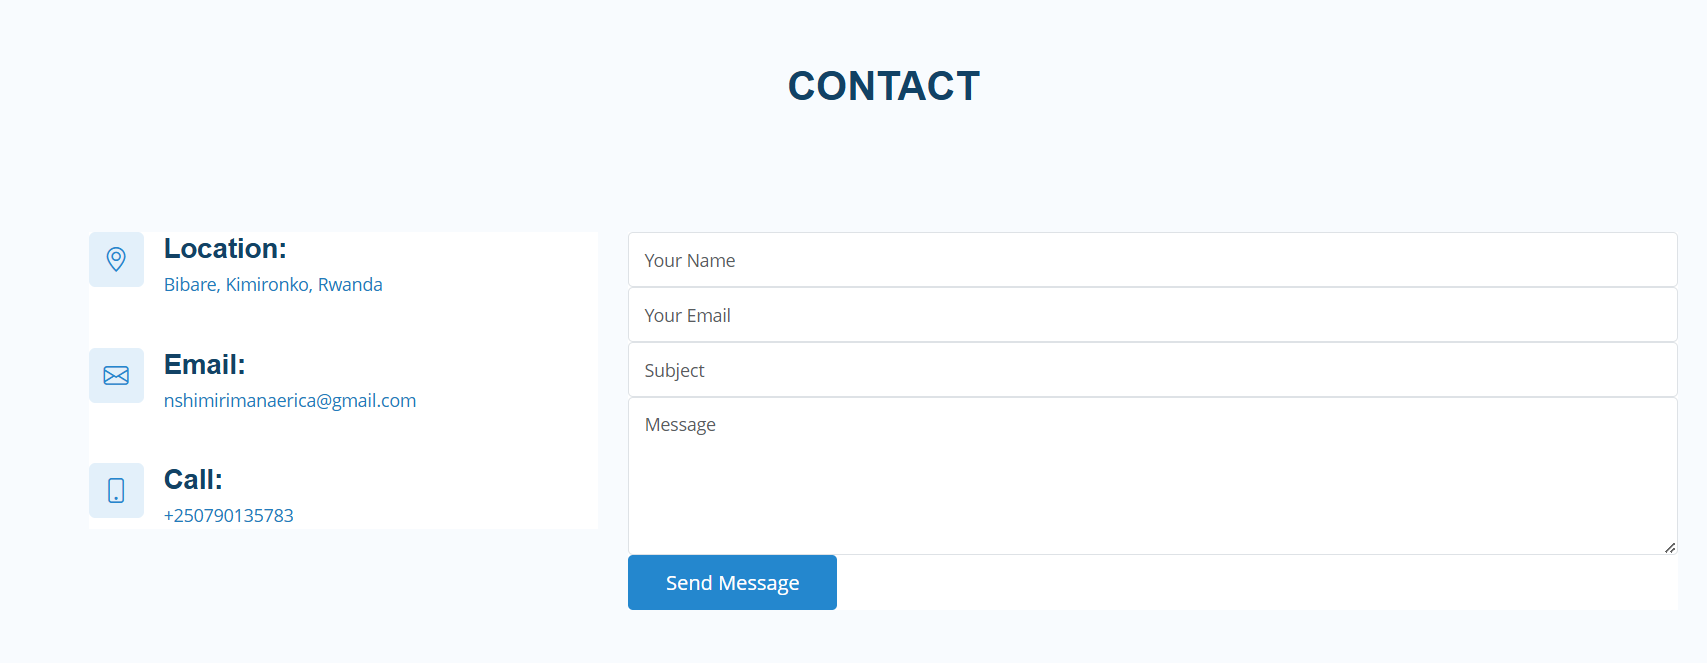 CONTACT
Location:
Bibare, Kimironko, Rwanda
Email:
nshimirimanaerica@gmail.com
Call:
+250790135783
Your Name
Your Email
Subject
Message
Send Message